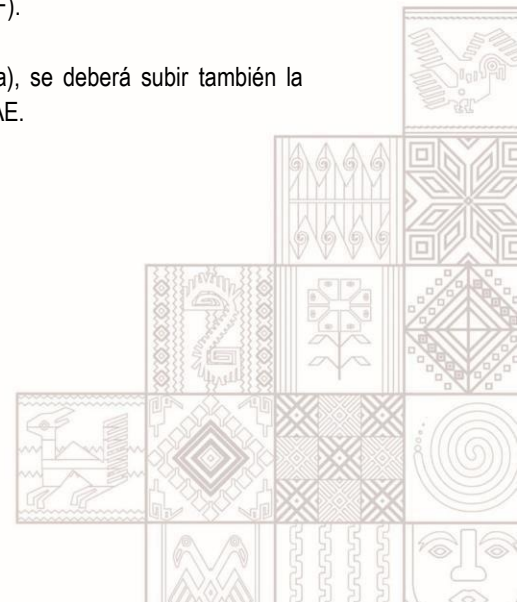 F).
a), se deberá subir también la
AE.